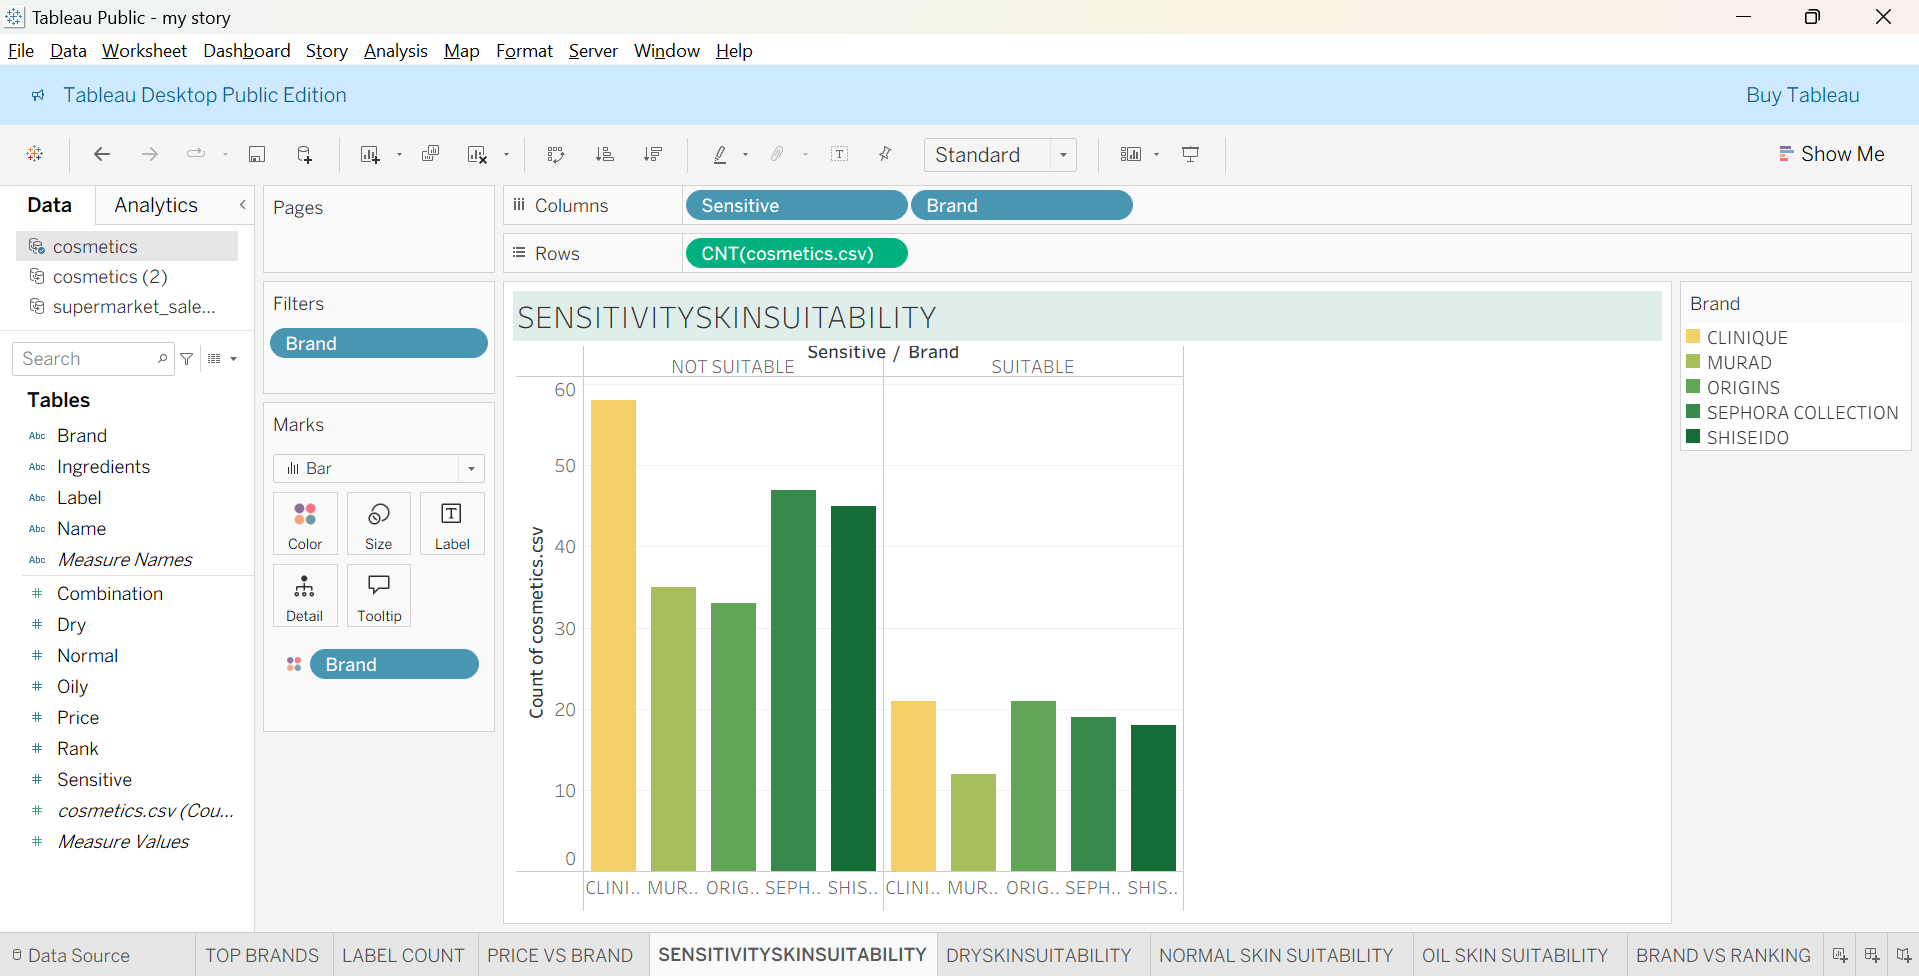 Tableau Public - my story
File Data Worksheet Dashboard Story Analysis Map Format Server Window Help
Tableau Desktop Public Edition
Buy Tableau
Standard
Show Me
Data
Analytics
cosmetics
cosmetics (2)
supermarket_sale...
Search
Tables
Abc Brand
Abc Ingredients
Abc Label
Abc Name
Abc Measure Names
# Combination
# Dry
# Normal
# Oily
# Price
# Rank
# Sensitive
# cosmetics.csv (Cou...
# Measure Values
Pages
Filters
Brand
Marks
Bar
Color Size Label
Detail Tooltip
Brand
Columns Sensitive Brand
Rows CNT(cosmetics.csv)
SENSITIVITYSKINSUITABILITY
Sensitive / Brand
NOT SUITABLE SUITABLE
Count of cosmetics.csv
60
50
40
30
20
10
0
CLINI.. MUR.. ORIG.. SEPH.. SHIS.. CLINI.. MUR.. ORIG.. SEPH.. SHIS..
Brand
CLINIQUE
MURAD
ORIGINS
SEPHORA COLLECTION
SHISEIDO
Data Source TOP BRANDS LABEL COUNT PRICE VS BRAND SENSITIVITYSKINSUITABILITY DRYSKINSUITABILITY NORMAL SKIN SUITABILITY OIL SKIN SUITABILITY BRAND VS RANKING